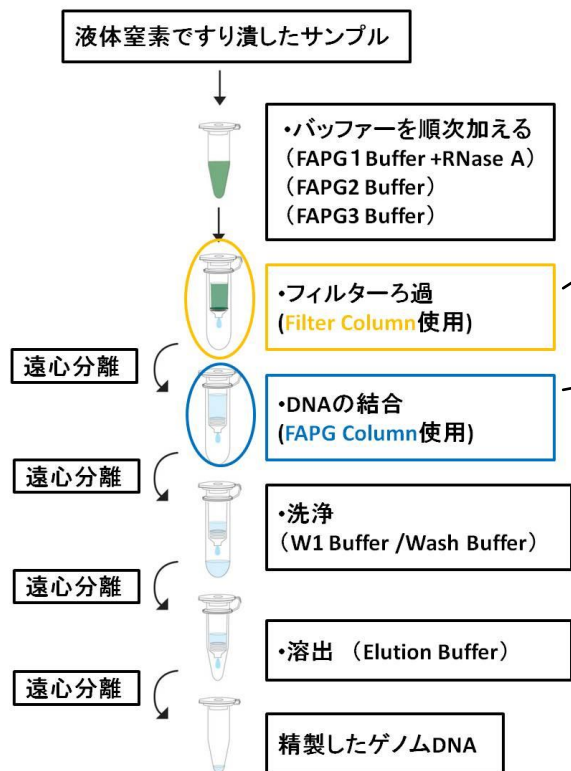 液体窒素ですり潰したサンプル
・バッファーを順次加える
（FAPG1 Buffer +RNase A）
（FAPG2 Buffer）
（FAPG3 Buffer）
・フィルターろ過
(Filter Column使用)
遠心分離
・DNAの結合
(FAPG Column使用)
遠心分離
・洗浄
（W1 Buffer /Wash Buffer）
遠心分離
・溶出 （Elution Buffer）
遠心分離
精製したゲノムDNA